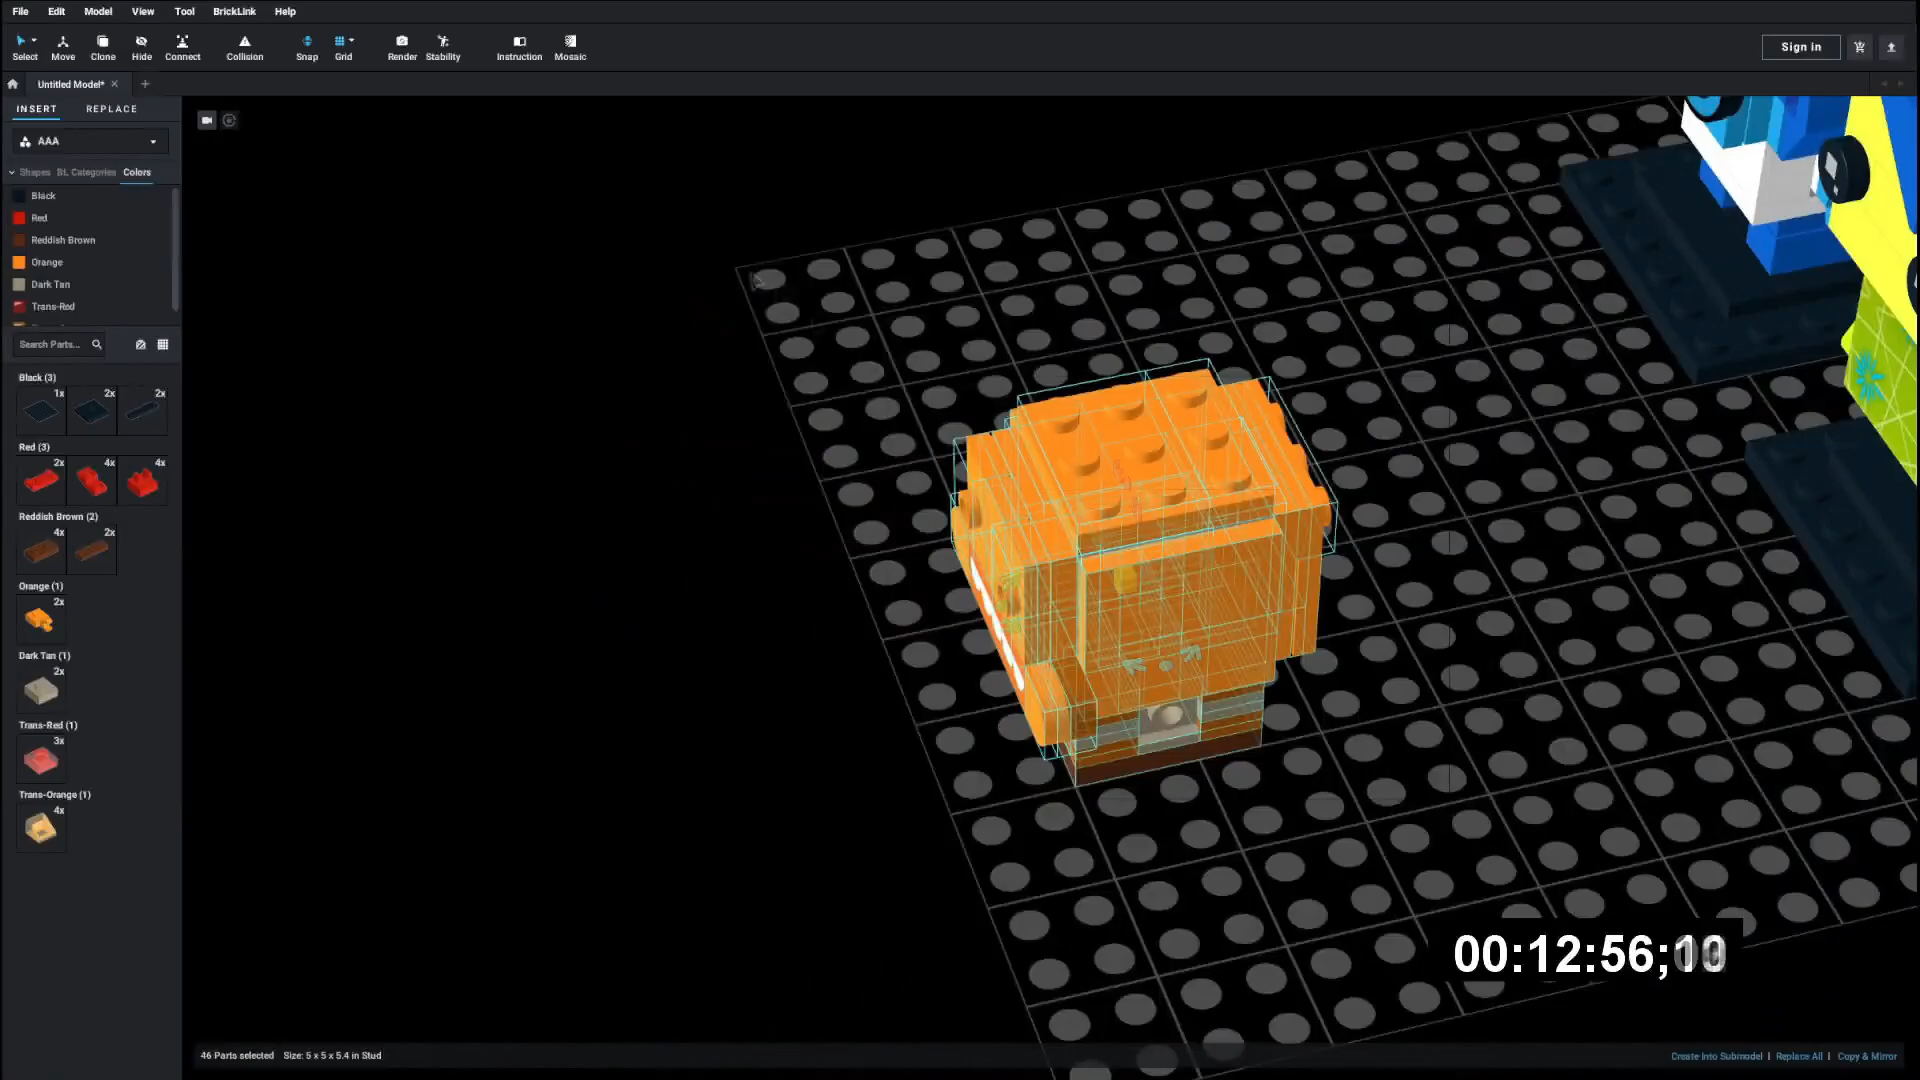 File Edit Model View Tool BrickLink Help
Select Move Clone Hide Connect Collision Snap Grid Render Stability Instruction Mosaic
Sign in
Untitled Model*
INSERT REPLACE
AAA
Shapes BL Categories Colors
Black
Red
Reddish Brown
Orange
Dark Tan
Trans-Red
Search Parts...
Black (3)
1x 2x 2x
Red (3)
2x 4x 4x
Reddish Brown (2)
4x 2x
Orange (1)
2x
Dark Tan (1)
2x
Trans-Red (1)
3x
Trans-Orange (1)
4x
00:12:56;
46 Parts selected Size: 5 x 5 x 5.4 in Stud
Create Into Submodel | Replace All | Copy & Mirror